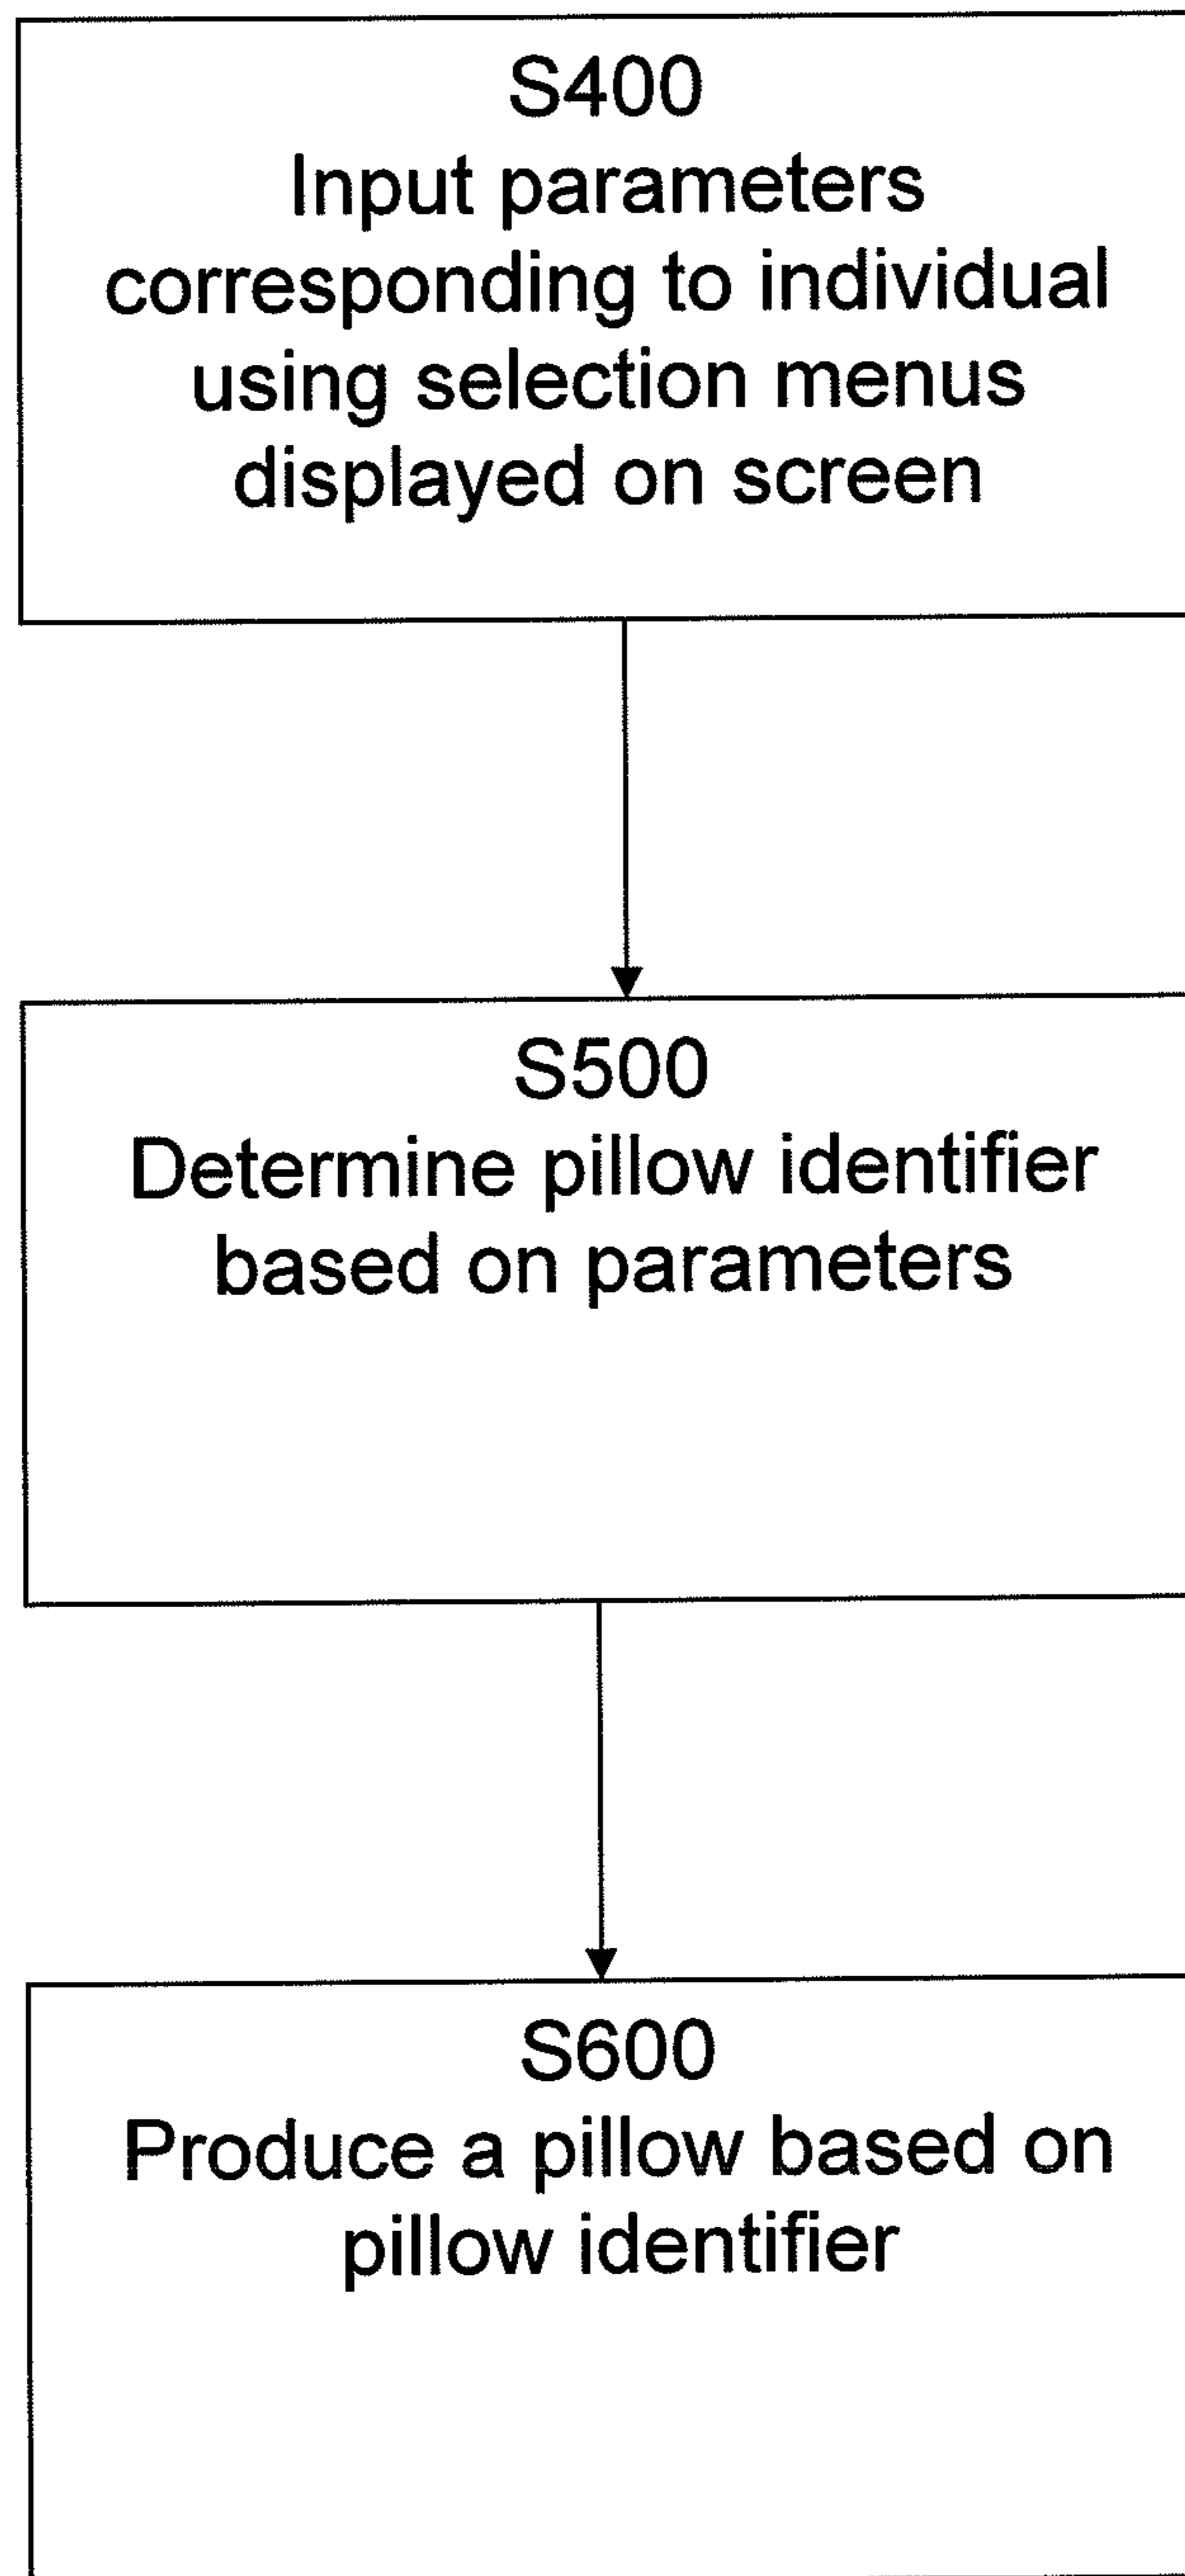 S400
Input parameters
corresponding to individual
using selection menus
displayed on screen
S500
Determine pillow identifier
based on parameters
S600
Produce a pillow based on
pillow identifier